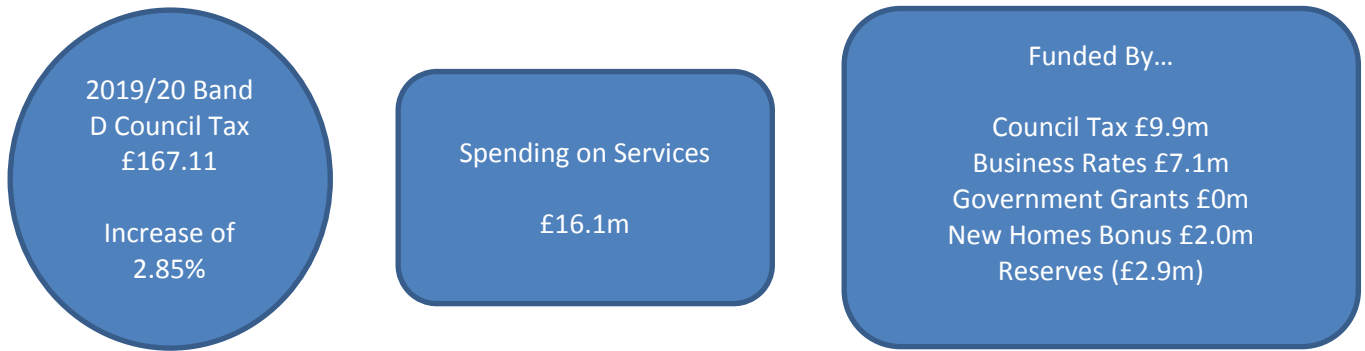 2019/20 Band
D Council Tax
£167.11
Increase of
2.85%
Spending on Services
£16.1m
Funded By…
Council Tax £9.9m
Business Rates £7.1m
Government Grants £0m
New Homes Bonus £2.0m
Reserves (£2.9m)